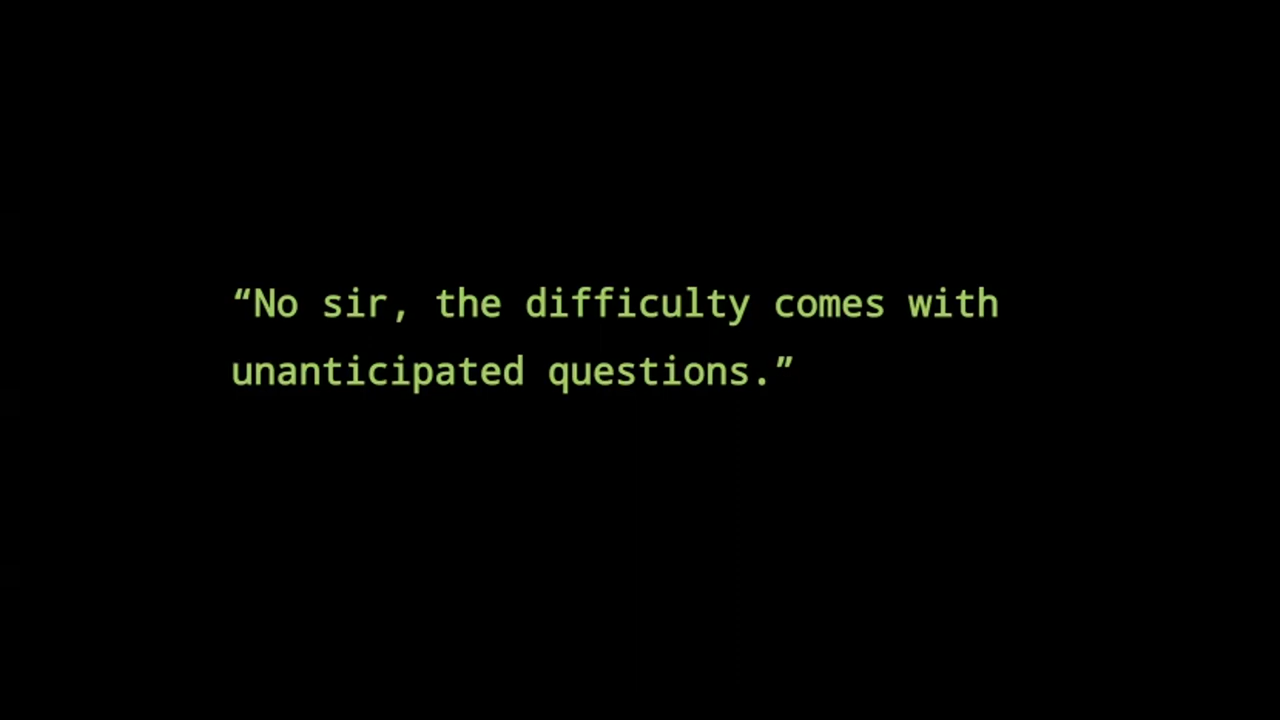 “No sir, the difficulty comes with
unanticipated questions.”